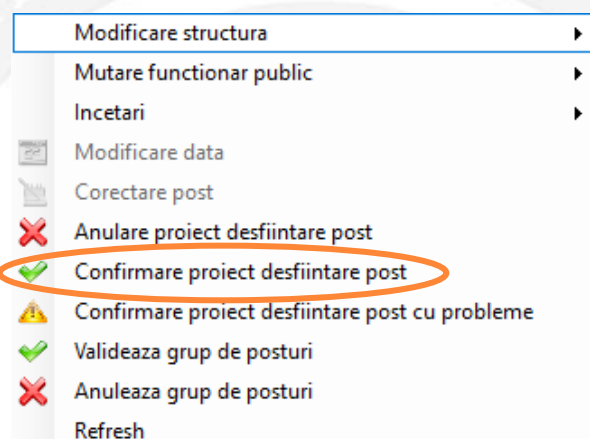 Modificare structura
Mutare functionar public
Incetari
Modificare data
Corectare post
Anulare proiect desfiintare post
Confirmare proiect desfiintare post
Confirmare proiect desfiintare post cu probleme
Valideaza grup de posturi
Anuleaza grup de posturi
Refresh